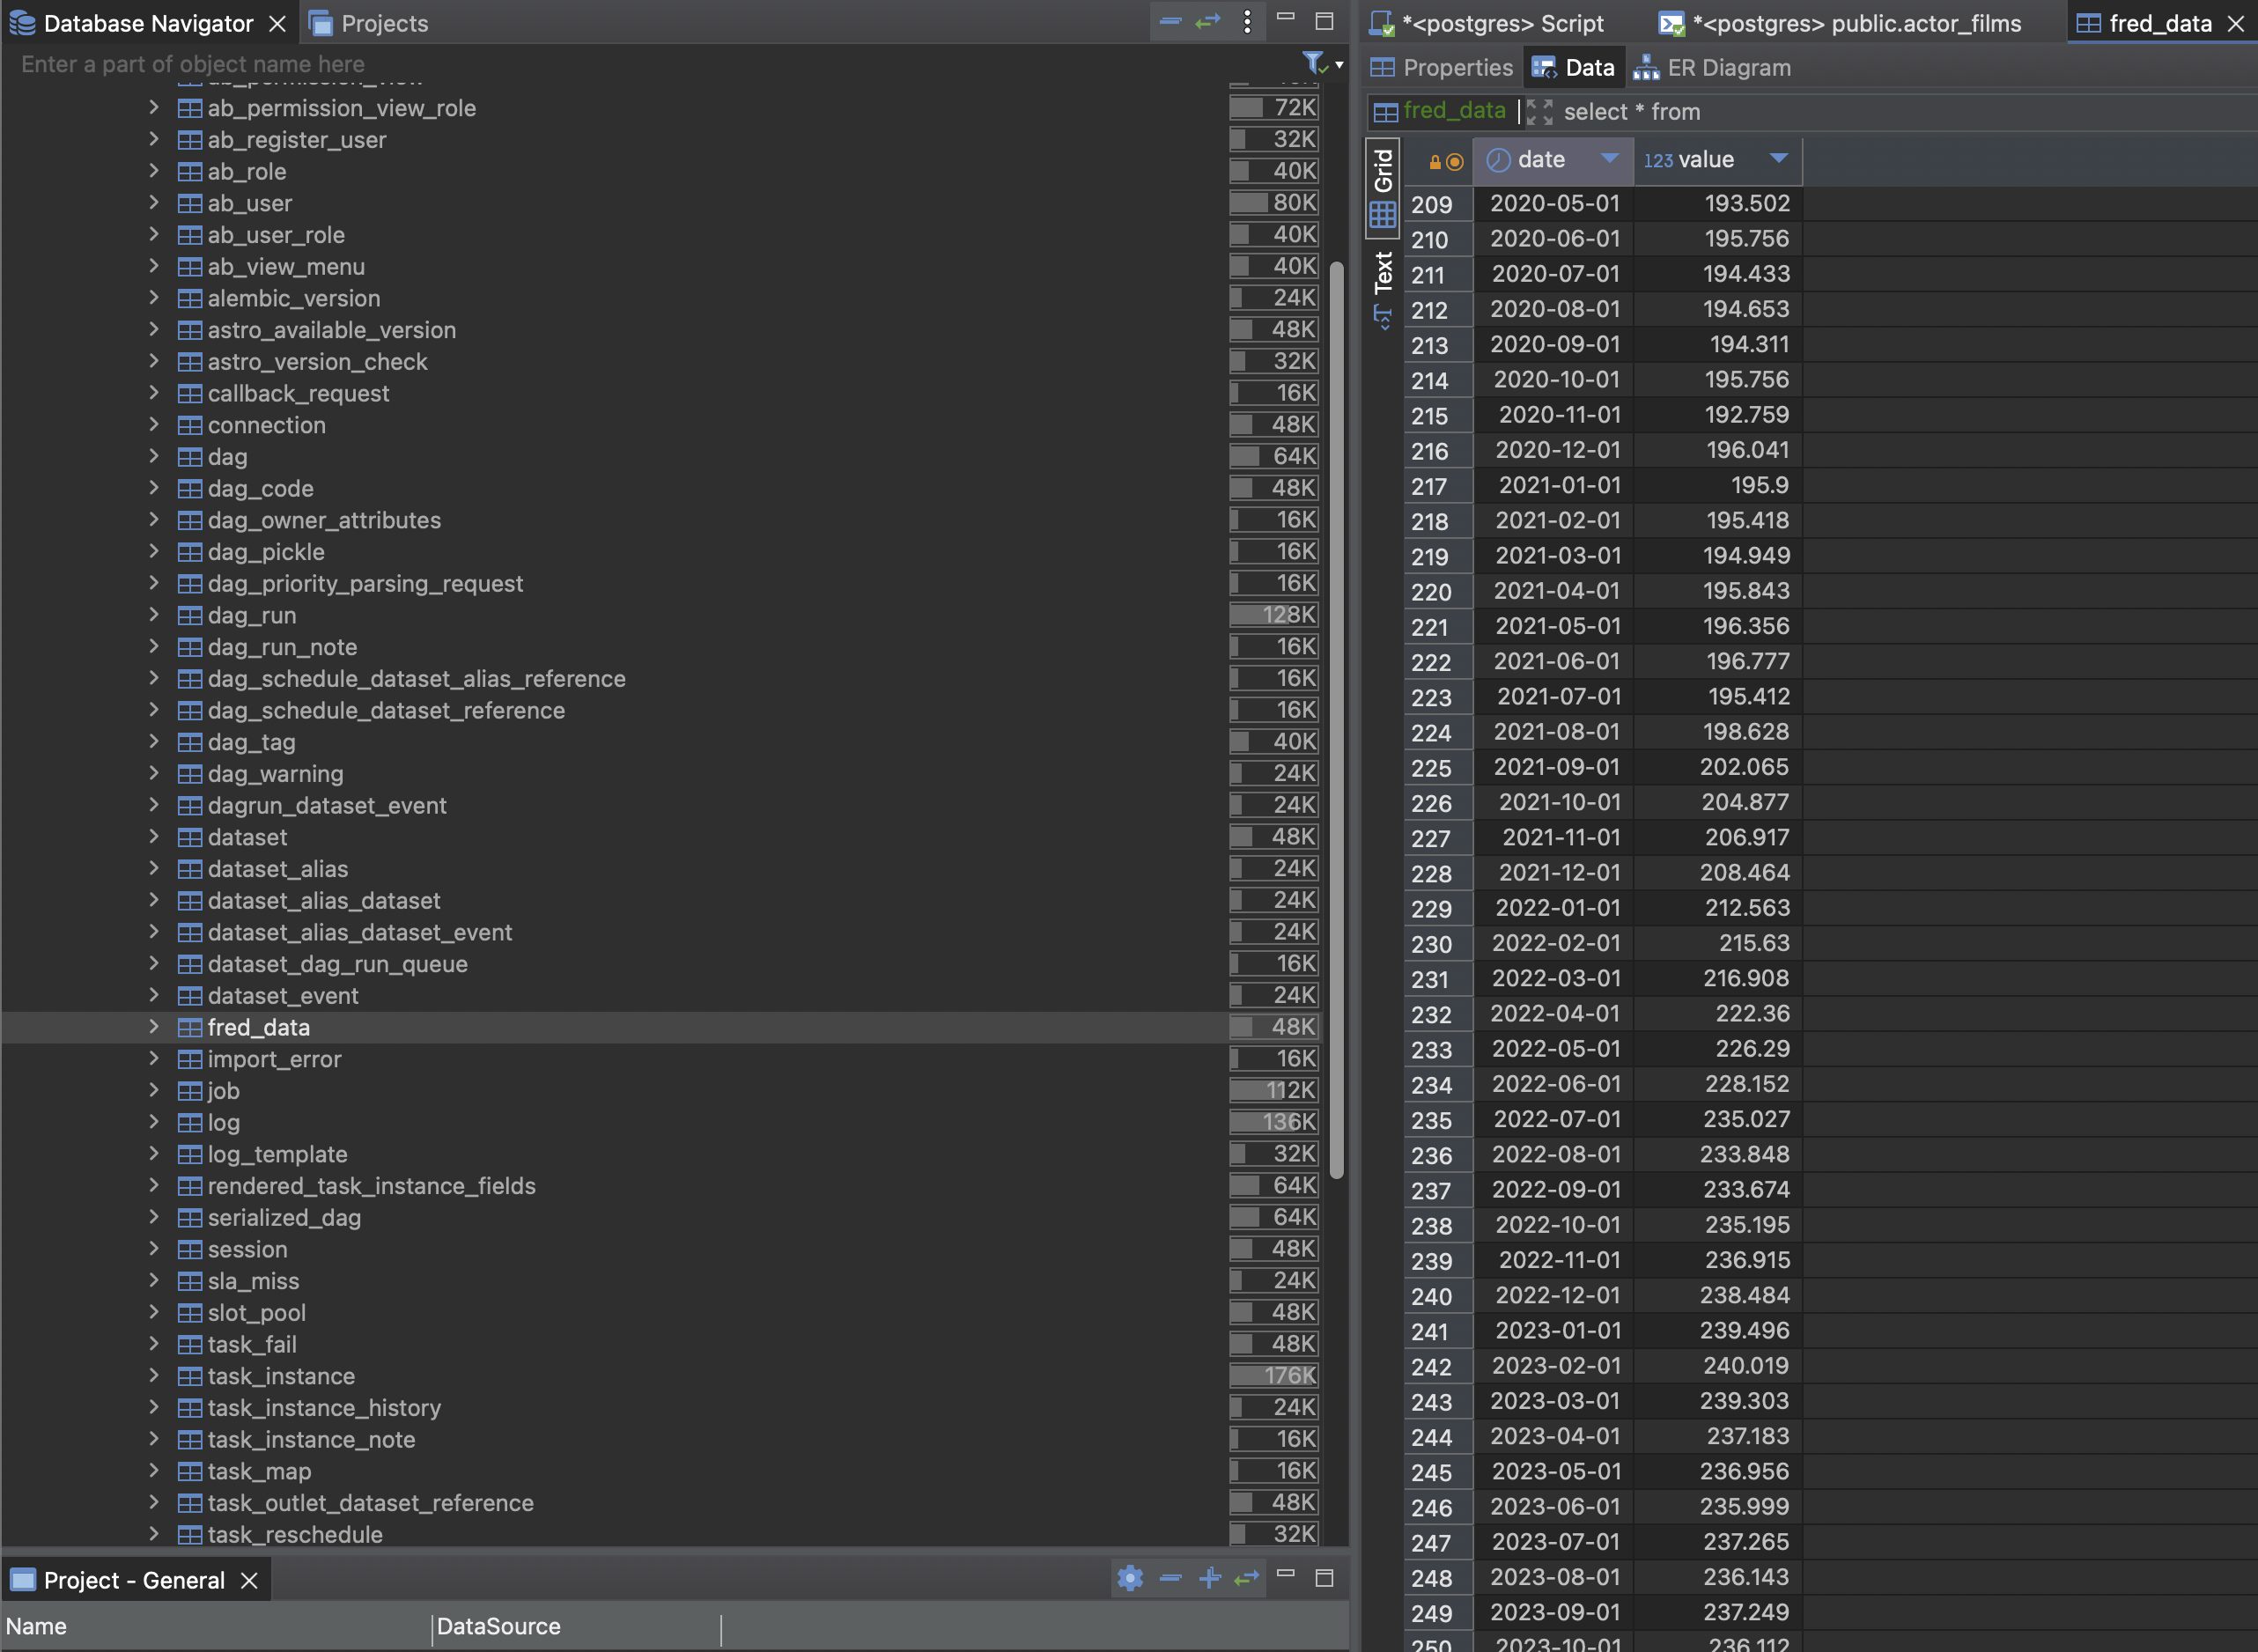 Database Navigator
Projects
Enter a part of object name here
ab_permission_view_role 72K
ab_register_user 32K
ab_role 40K
ab_user 80K
ab_user_role 40K
ab_view_menu 40K
alembic_version 24K
astro_available_version 48K
astro_version_check 32K
callback_request 16K
connection 48K
dag 64K
dag_code 48K
dag_owner_attributes 16K
dag_pickle 16K
dag_priority_parsing_request 16K
dag_run 128K
dag_run_note 16K
dag_schedule_dataset_alias_reference 16K
dag_schedule_dataset_reference 16K
dag_tag 40K
dag_warning 24K
dagrun_dataset_event 24K
dataset 48K
dataset_alias 24K
dataset_alias_dataset 24K
dataset_alias_dataset_event 24K
dataset_dag_run_queue 16K
dataset_event 24K
fred_data 48K
import_error 16K
job 112K
log 136K
log_template 32K
rendered_task_instance_fields 64K
serialized_dag 64K
session 48K
sla_miss 24K
slot_pool 48K
task_fail 48K
task_instance 176K
task_instance_history 24K
task_instance_note 16K
task_map 16K
task_outlet_dataset_reference 48K
task_reschedule 32K
Project - General
Name DataSource
*<postgres> Script
*<postgres> public.actor_films
fred_data
Properties
Data
ER Diagram
fred_data
select * from
Grid
Text
date 123 value
209 2020-05-01 193.502
210 2020-06-01 195.756
211 2020-07-01 194.433
212 2020-08-01 194.653
213 2020-09-01 194.311
214 2020-10-01 195.756
215 2020-11-01 192.759
216 2020-12-01 196.041
217 2021-01-01 195.9
218 2021-02-01 195.418
219 2021-03-01 194.949
220 2021-04-01 195.843
221 2021-05-01 196.356
222 2021-06-01 196.777
223 2021-07-01 195.412
224 2021-08-01 198.628
225 2021-09-01 202.065
226 2021-10-01 204.877
227 2021-11-01 206.917
228 2021-12-01 208.464
229 2022-01-01 212.563
230 2022-02-01 215.63
231 2022-03-01 216.908
232 2022-04-01 222.36
233 2022-05-01 226.29
234 2022-06-01 228.152
235 2022-07-01 235.027
236 2022-08-01 233.848
237 2022-09-01 233.674
238 2022-10-01 235.195
239 2022-11-01 236.915
240 2022-12-01 238.484
241 2023-01-01 239.496
242 2023-02-01 240.019
243 2023-03-01 239.303
244 2023-04-01 237.183
245 2023-05-01 236.956
246 2023-06-01 235.999
247 2023-07-01 237.265
248 2023-08-01 236.143
249 2023-09-01 237.249
250 2023-10-01 236.112